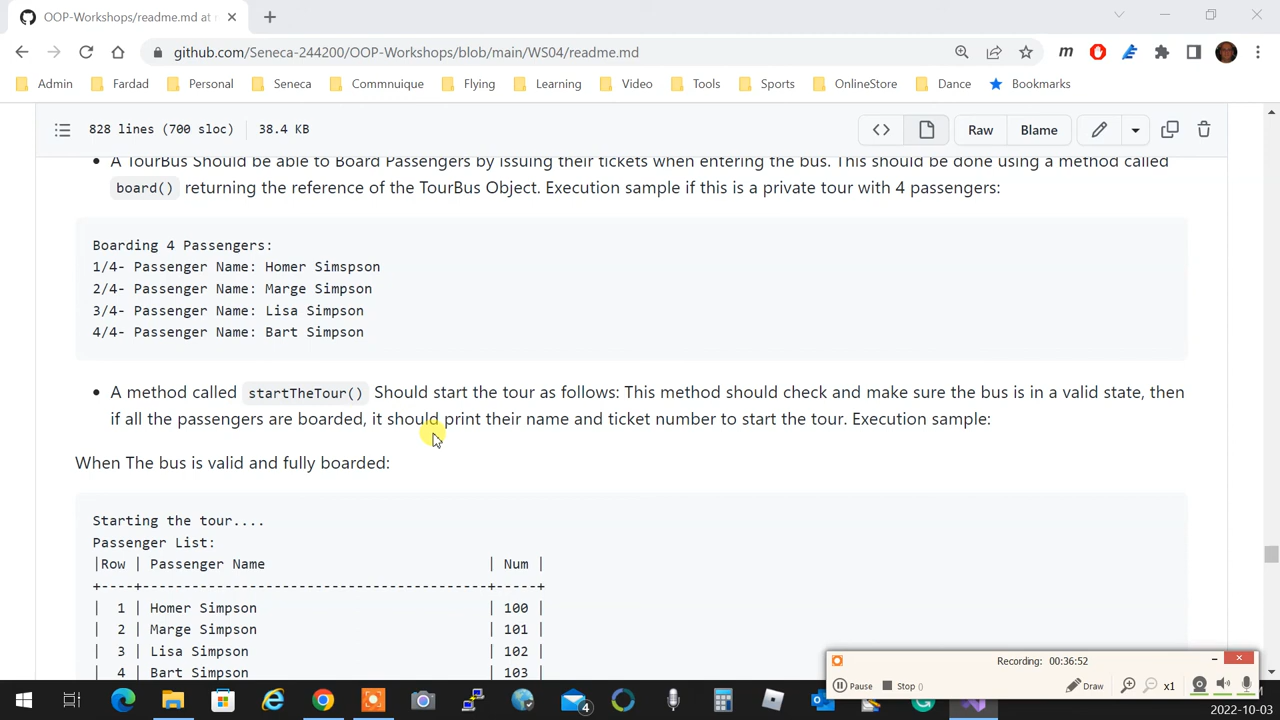 OOP-Workshops/readme.md at
github.com/Seneca-244200/OOP-Workshops/blob/main/WS04/readme.md
m
Admin Fardad Personal Seneca Commnuique Flying Learning Video Tools Sports OnlineStore Dance Bookmarks
828 lines (700 sloc) 38.4 KB
Raw Blame
• A TourBus Should be able to Board Passengers by issuing their tickets when entering the bus. This should be done using a method called
board() returning the reference of the TourBus Object. Execution sample if this is a private tour with 4 passengers:
Boarding 4 Passengers:
1/4- Passenger Name: Homer Simspson
2/4- Passenger Name: Marge Simpson
3/4- Passenger Name: Lisa Simpson
4/4- Passenger Name: Bart Simpson
• A method called startTheTour() Should start the tour as follows: This method should check and make sure the bus is in a valid state, then
if all the passengers are boarded, it should print their name and ticket number to start the tour. Execution sample:
When The bus is valid and fully boarded:
Starting the tour....
Passenger List:
|Row | Passenger Name | Num |
+----+-----------------------------------------+-----+
| 1 | Homer Simpson | 100 |
| 2 | Marge Simpson | 101 |
| 3 | Lisa Simpson | 102 |
| 4 | Bart Simpson | 103 |
Recording: 00:36:52
Pause Stop () Draw x1
4
2022-10-03